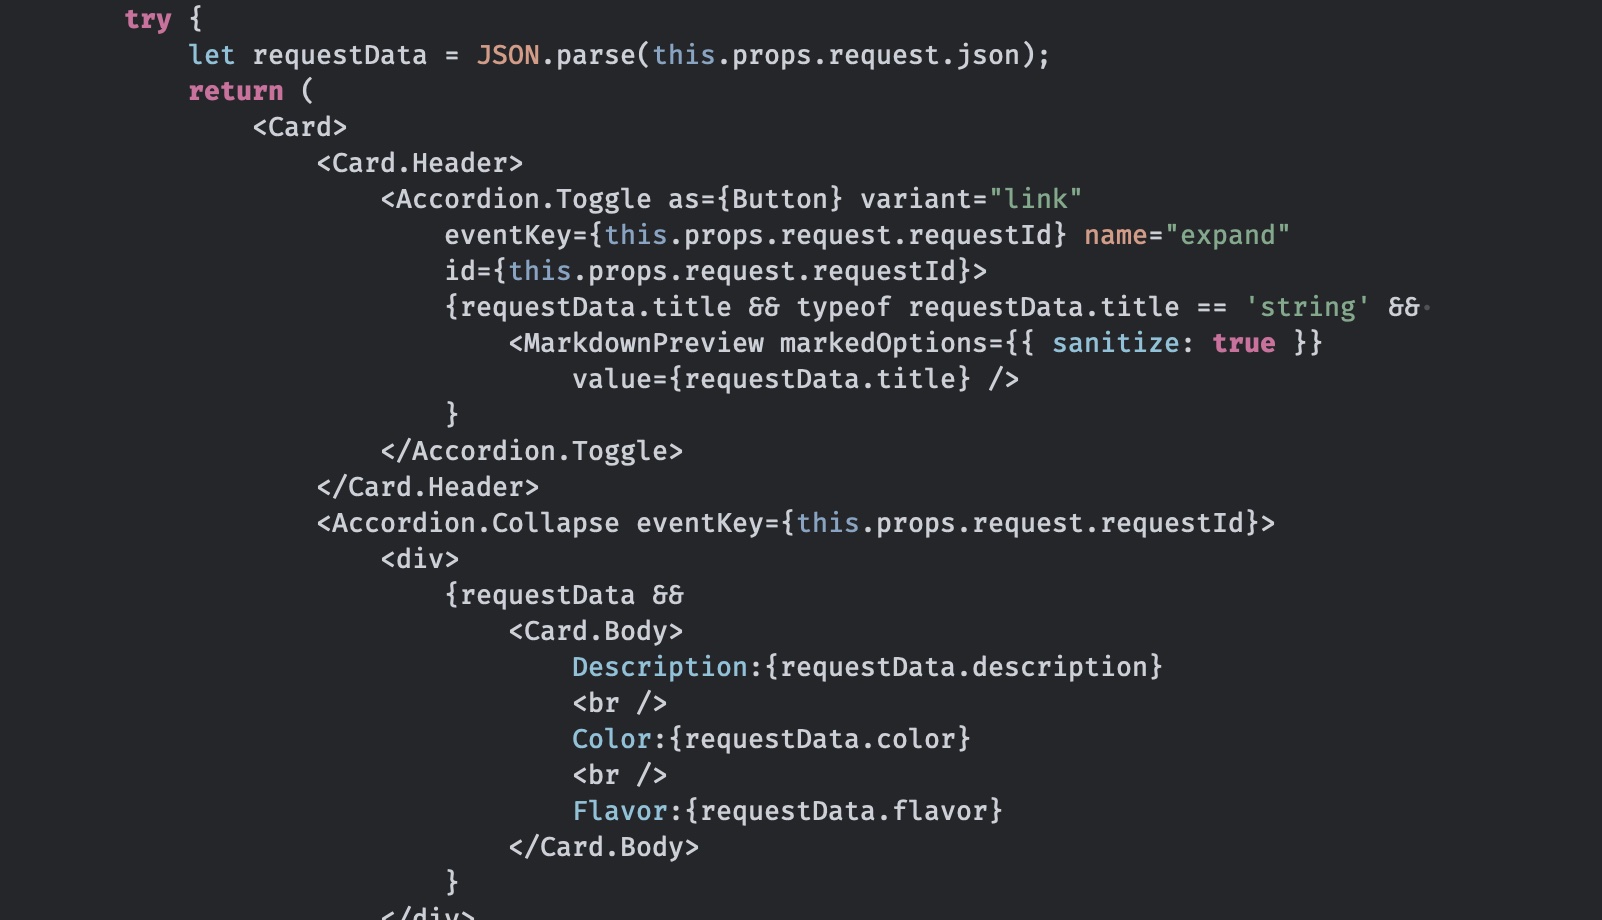 try {
let requestData = JSON.parse(this.props.request.json);
return (
<Card>
<Card.Header>
<Accordion.Toggle as={Button} variant="link"
eventKey={this.props.request.requestId} name="expand"
id={this.props.request.requestId}>
{requestData.title && typeof requestData.title == 'string' &&
<MarkdownPreview markedOptions={{ sanitize: true }}
value={requestData.title} />
}
</Accordion.Toggle>
</Card.Header>
<Accordion.Collapse eventKey={this.props.request.requestId}>
<div>
{requestData &&
<Card.Body>
Description:{requestData.description}
<br />
Color:{requestData.color}
<br />
Flavor:{requestData.flavor}
</Card.Body>
}
</div>